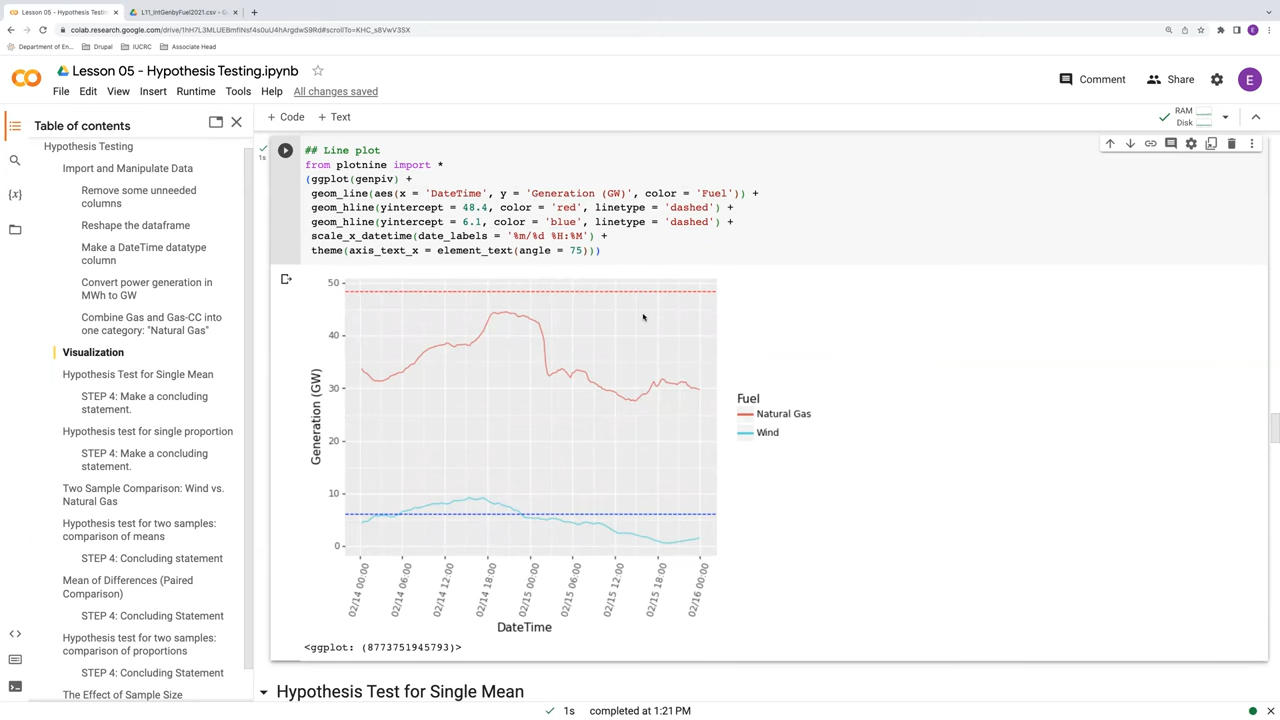 Lesson 05 - Hypothesis Testing.ipynb
L11_IntGenbyFuel2021.csv - G
colab.research.google.com/drive/1hH7L3MLUEBmfINsf4s0uU4hArgdwS9Rd#scrollTo=KHC_s8VwV3SX
Department of En...
Drupal
IUCRC
Associate Head
Lesson 05 - Hypothesis Testing.ipynb
File Edit View Insert Runtime Tools Help All changes saved
Comment
Share
E
Table of contents
Hypothesis Testing
Import and Manipulate Data
Remove some unneeded
columns
Reshape the dataframe
Make a DateTime datatype
column
Convert power generation in
MWh to GW
Combine Gas and Gas-CC into
one category: "Natural Gas"
Visualization
Hypothesis Test for Single Mean
STEP 4: Make a concluding
statement.
Hypothesis test for single proportion
STEP 4: Make a concluding
statement.
Two Sample Comparison: Wind vs.
Natural Gas
Hypothesis test for two samples:
comparison of means
STEP 4: Concluding statement
Mean of Differences (Paired
Comparison)
STEP 4: Concluding Statement
Hypothesis test for two samples:
comparison of proportions
STEP 4: Concluding Statement
The Effect of Sample Size
+ Code + Text
RAM
Disk
1s
## Line plot
from plotnine import *
(ggplot(genpiv) +
geom_line(aes(x = 'DateTime', y = 'Generation (GW)', color = 'Fuel')) +
geom_hline(yintercept = 48.4, color = 'red', linetype = 'dashed') +
geom_hline(yintercept = 6.1, color = 'blue', linetype = 'dashed') +
scale_x_datetime(date_labels = '%m/%d %H:%M') +
theme(axis_text_x = element_text(angle = 75)))
50
40
30
20
10
0
Generation (GW)
02/14 00:00
02/14 06:00
02/14 12:00
02/14 18:00
02/15 00:00
02/15 06:00
02/15 12:00
02/15 18:00
02/16 00:00
DateTime
Fuel
Natural Gas
Wind
<ggplot: (8773751945793)>
Hypothesis Test for Single Mean
1s completed at 1:21 PM